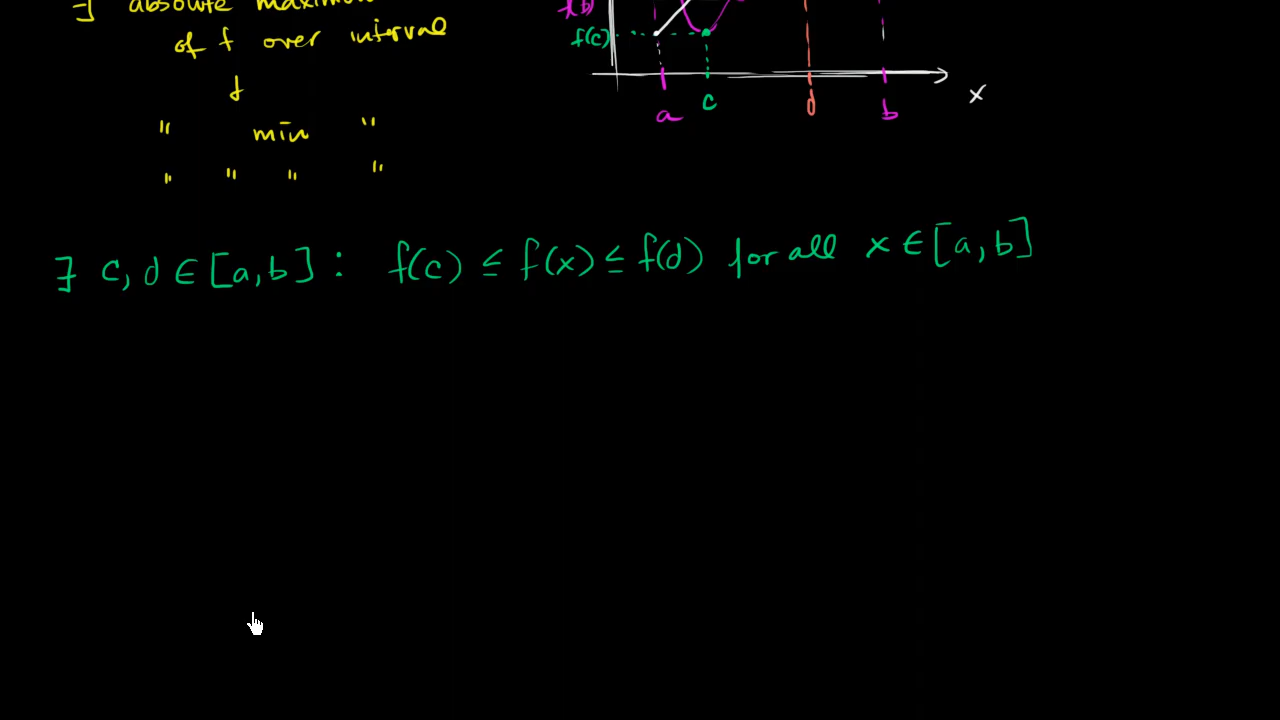 ∃ absolute maximum
of f over interval
&
" min "
" " " "
f(b)
f(c)
a c d b x
∃ c, d ∈ [a, b] : f(c) ≤ f(x) ≤ f(d) for all x ∈ [a, b]